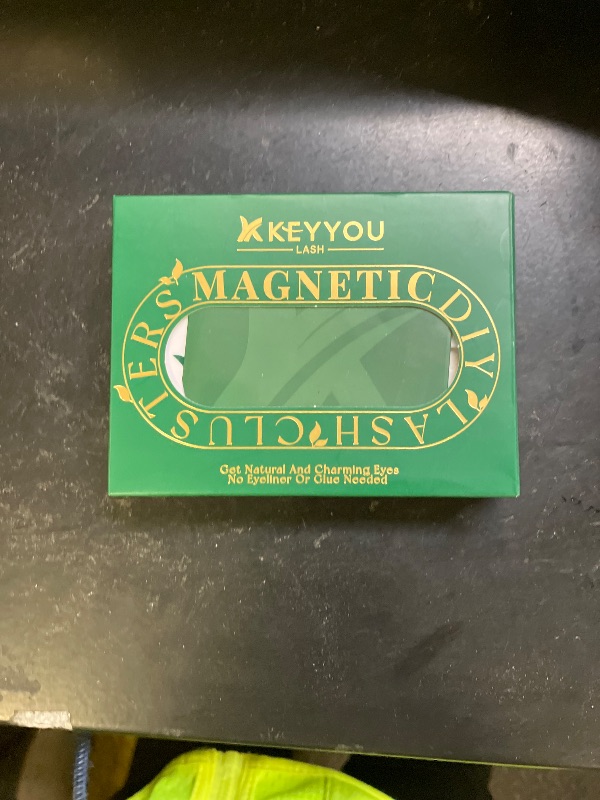 KEYYOU
LASH
MAGNETIC DIY LASH CLUSTERS
Get Natural And Charming Eyes
No Eyeliner Or Glue Needed